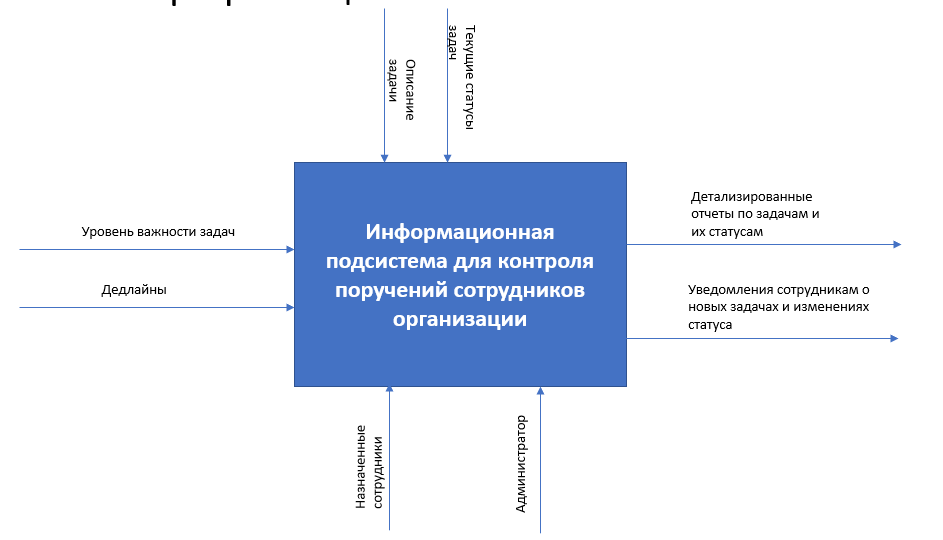 Описание
задачи
Текущие статусы
задач
Уровень важности задач
Дедлайны
Информационная
подсистема для контроля
поручений сотрудников
организации
Детализированные
отчеты по задачам и
их статусам
Уведомления сотрудникам о
новых задачах и изменениях
статуса
Назначенные
сотрудники
Администратор